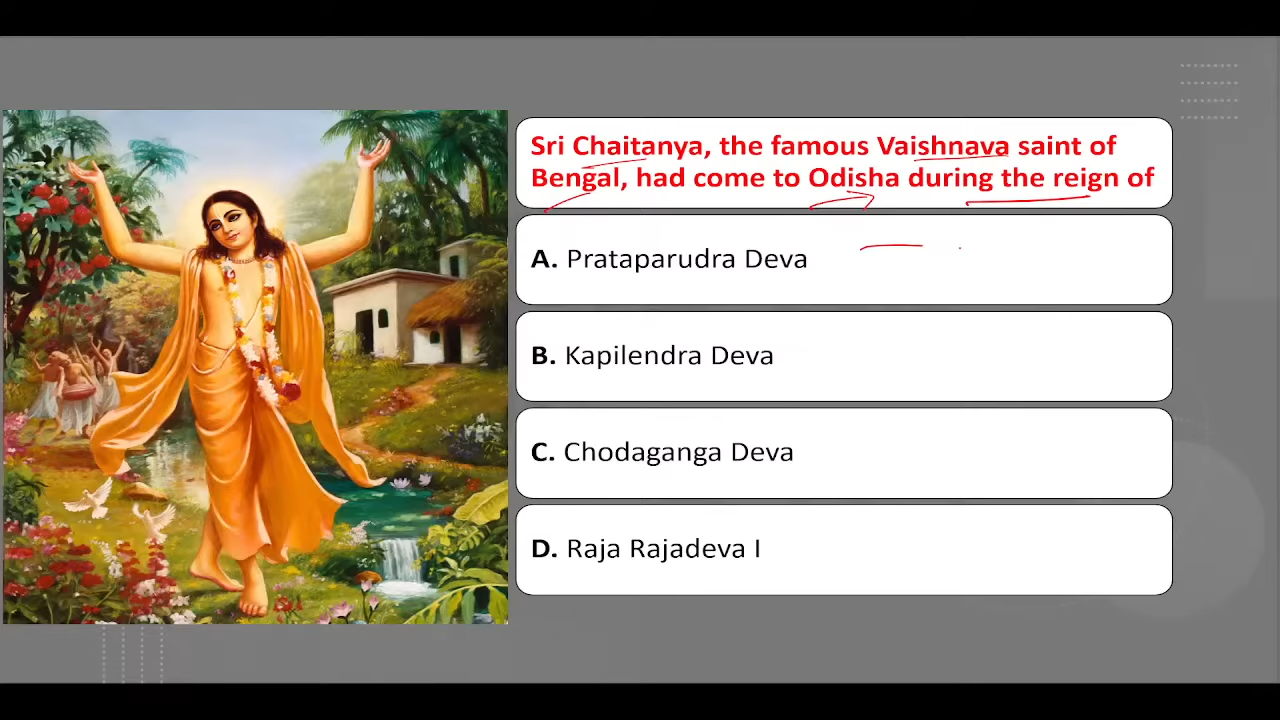 Sri Chaitanya, the famous Vaishnava saint of
Bengal, had come to Odisha during the reign of
A. Prataparudra Deva
B. Kapilendra Deva
C. Chodaganga Deva
D. Raja Rajadeva I